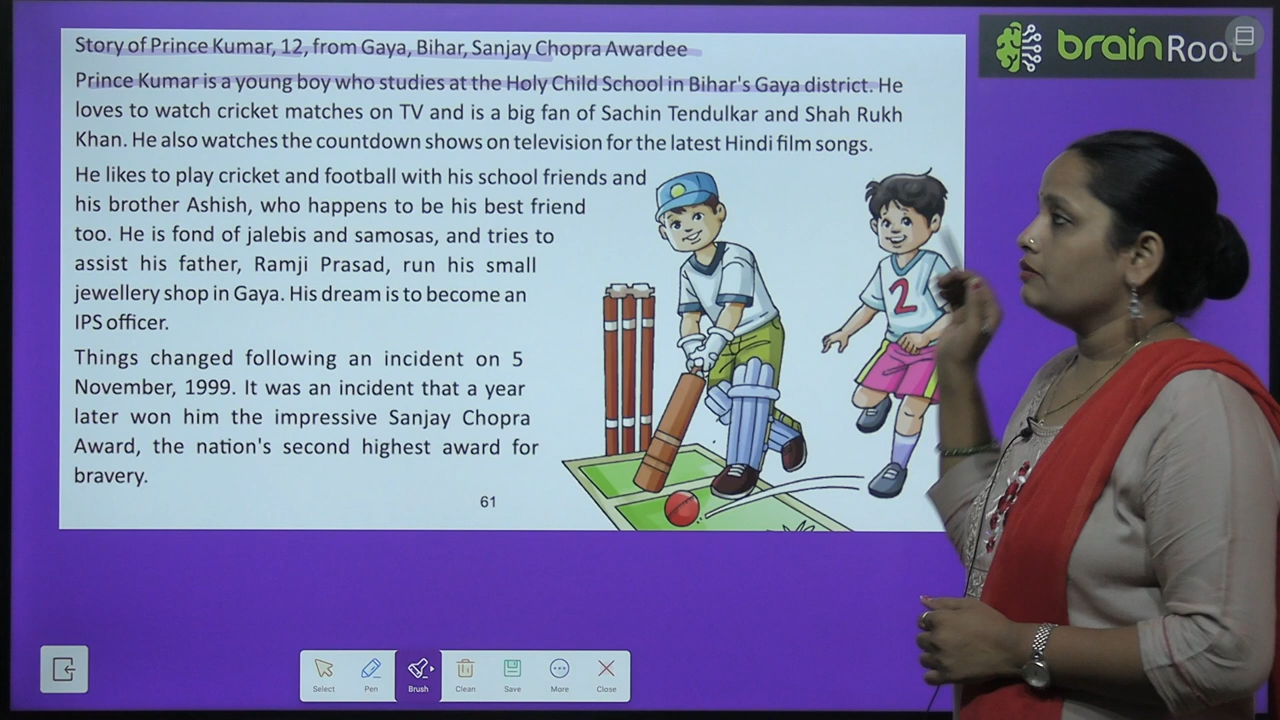 Story of Prince Kumar, 12, from Gaya, Bihar, Sanjay Chopra Awardee
Prince Kumar is a young boy who studies at the Holy Child School in Bihar's Gaya district. He
loves to watch cricket matches on TV and is a big fan of Sachin Tendulkar and Shah Rukh
Khan. He also watches the countdown shows on television for the latest Hindi film songs.
He likes to play cricket and football with his school friends and
his brother Ashish, who happens to be his best friend
too. He is fond of jalebis and samosas, and tries to
assist his father, Ramji Prasad, run his small
jewellery shop in Gaya. His dream is to become an
IPS officer.
Things changed following an incident on 5
November, 1999. It was an incident that a year
later won him the impressive Sanjay Chopra
Award, the nation's second highest award for
bravery.
61
2
brainRoot
Select Pen Brush Clean Save More Close